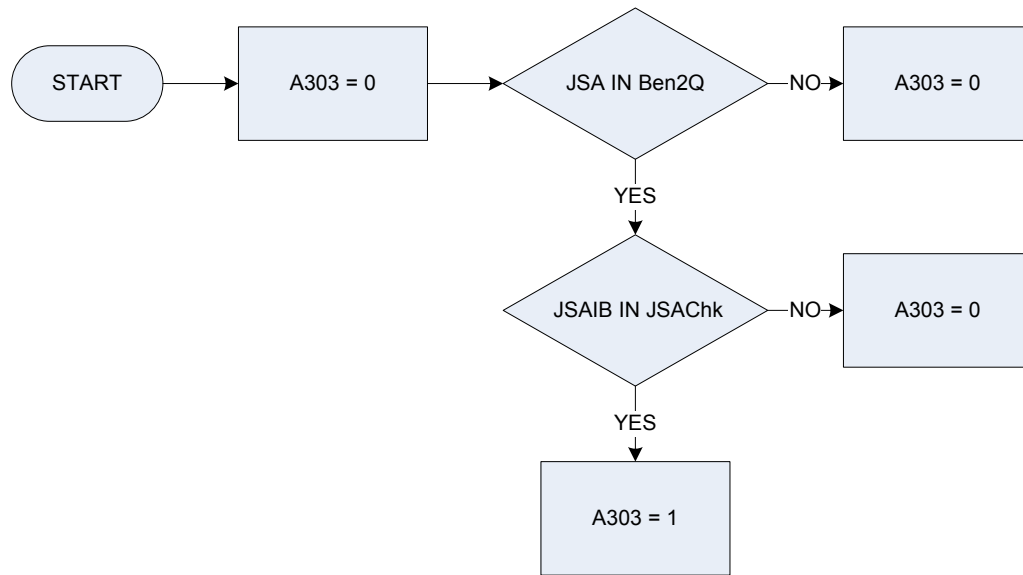 START
A303 = 0
JSA IN Ben2Q
NO
A303 = 0
YES
JSAIB IN JSAChk
NO
A303 = 0
YES
A303 = 1